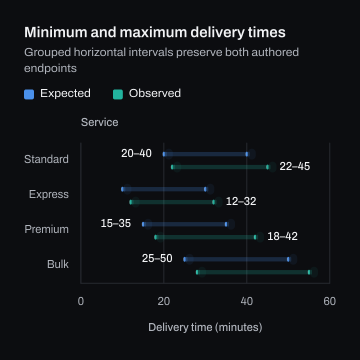 Minimum and maximum delivery times
Grouped horizontal intervals preserve both authored
endpoints
Expected Observed
Service
Standard 20–40 22–45
Express 12–32
Premium 15–35 18–42
Bulk 25–50
0 20 40 60
Delivery time (minutes)